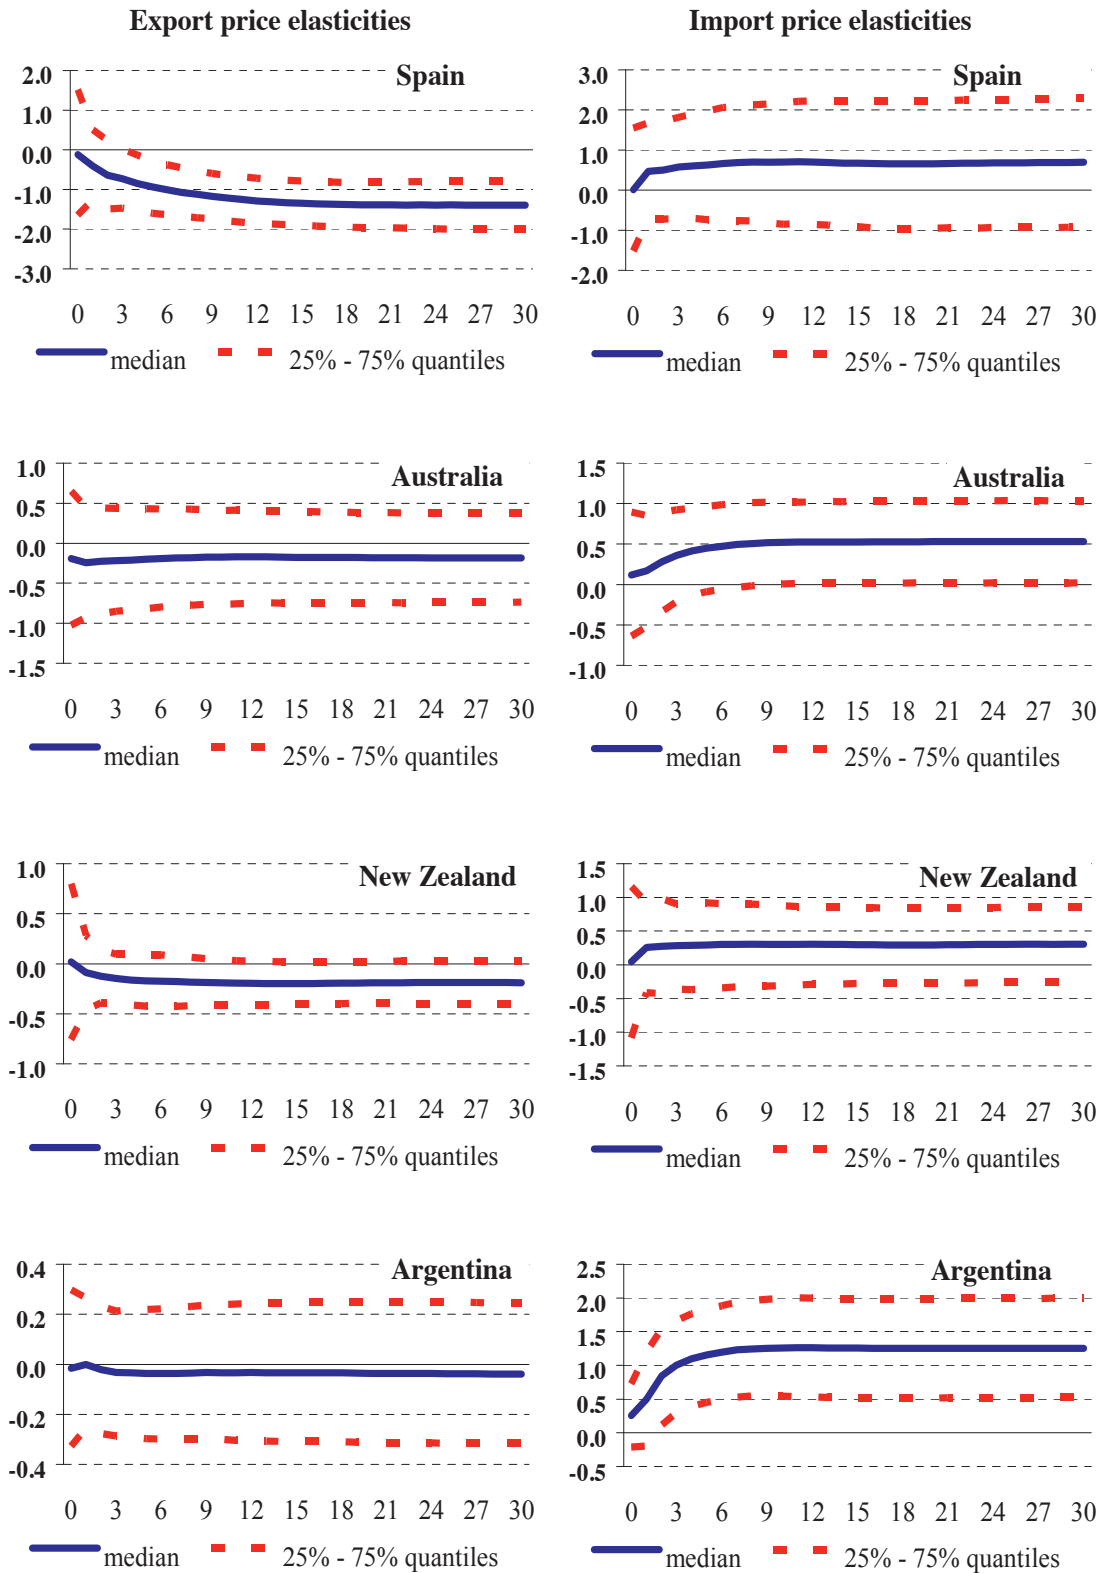 Export price elasticities
Import price elasticities
Spain
2.0
1.0
0.0
-1.0
-2.0
-3.0
0 3 6 9 12 15 18 21 24 27 30
median 25% - 75% quantiles
Spain
3.0
2.0
1.0
0.0
-1.0
-2.0
0 3 6 9 12 15 18 21 24 27 30
median 25% - 75% quantiles
Australia
1.0
0.5
0.0
-0.5
-1.0
-1.5
0 3 6 9 12 15 18 21 24 27 30
median 25% - 75% quantiles
Australia
1.5
1.0
0.5
0.0
-0.5
-1.0
0 3 6 9 12 15 18 21 24 27 30
median 25% - 75% quantiles
New Zealand
1.0
0.5
0.0
-0.5
-1.0
0 3 6 9 12 15 18 21 24 27 30
median 25% - 75% quantiles
New Zealand
1.5
1.0
0.5
0.0
-0.5
-1.0
-1.5
0 3 6 9 12 15 18 21 24 27 30
median 25% - 75% quantiles
Argentina
0.4
0.2
0.0
-0.2
-0.4
0 3 6 9 12 15 18 21 24 27 30
median 25% - 75% quantiles
Argentina
2.5
2.0
1.5
1.0
0.5
0.0
-0.5
0 3 6 9 12 15 18 21 24 27 30
median 25% - 75% quantiles